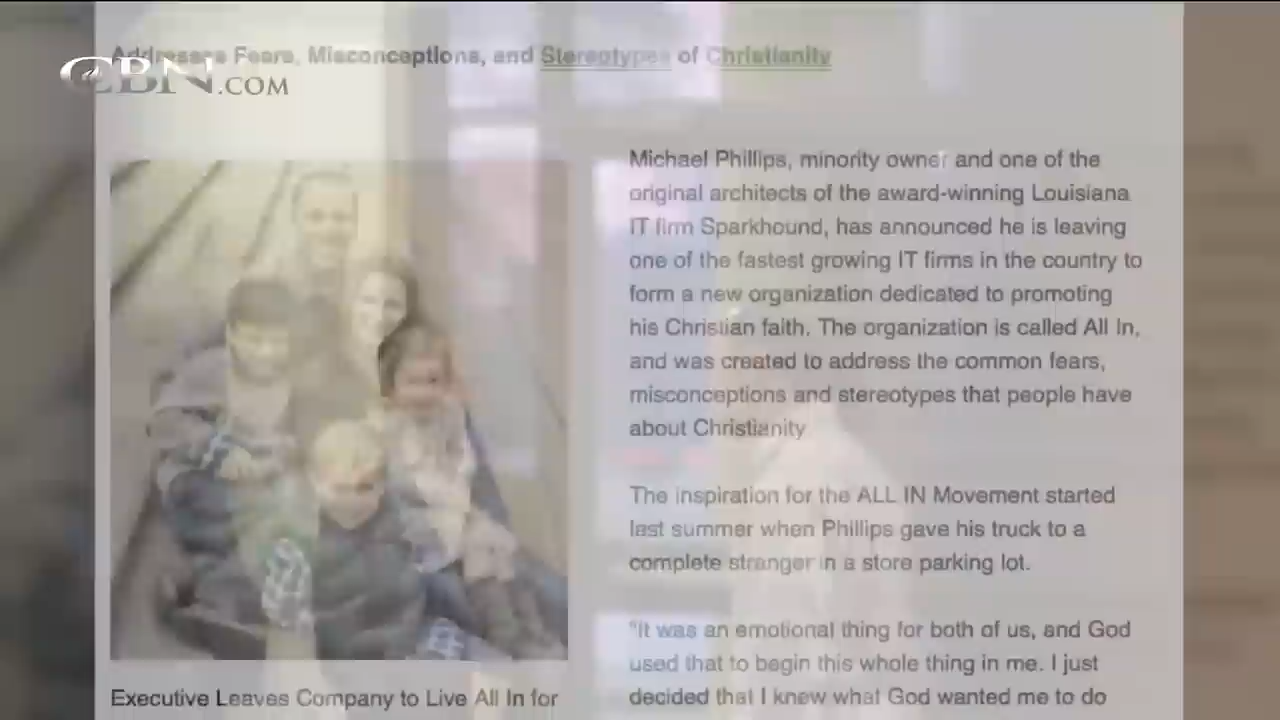 Addresses Fears, Misconceptions, and Stereotypes of Christianity
CBN.COM
Michael Phillips, minority owner and one of the
original architects of the award-winning Louisiana
IT firm Sparkhound, has announced he is leaving
one of the fastest growing IT firms in the country to
form a new organization dedicated to promoting
his Christian faith. The organization is called All In,
and was created to address the common fears,
misconceptions and stereotypes that people have
about Christianity
The inspiration for the ALL IN Movement started
last summer when Phillips gave his truck to a
complete stranger in a store parking lot.
"It was an emotional thing for both of us, and God
used that to begin this whole thing in me. I just
decided that I knew what God wanted me to do
Executive Leaves Company to Live All In for